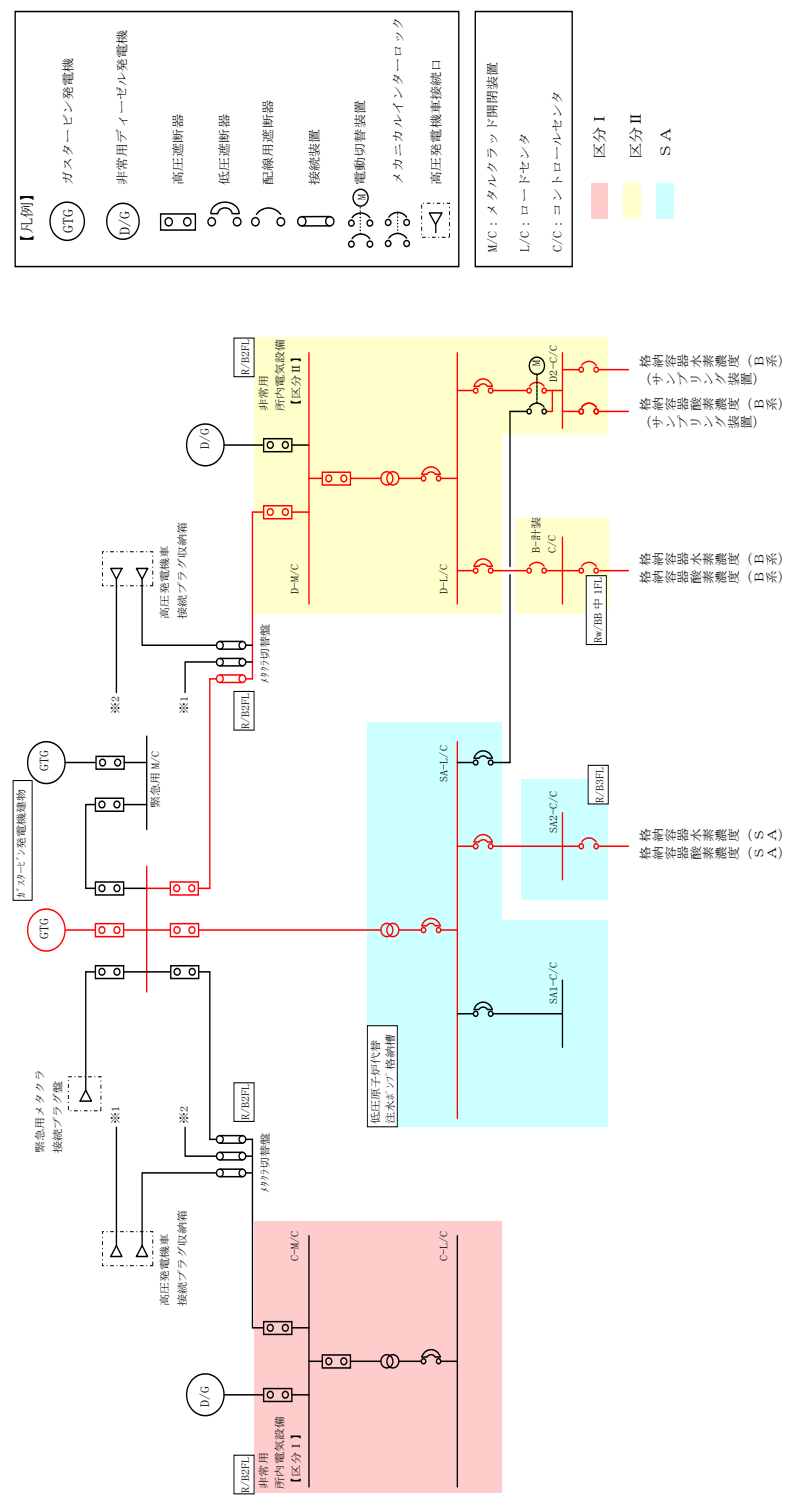 【凡例】
GTG
ガスタービン発電機
D/G
非常用ディーゼル発電機
高圧遮断器
低圧遮断器
配線用遮断器
接続装置
M
電動切替装置
メカニカルインターロック
高圧発電機車接続口
M/C：メタルクラッド開閉装置
L/C：ロードセンタ
C/C：コントロールセンタ
区分Ⅰ
区分Ⅱ
ＳＡ
ｶﾞｽﾀｰﾋﾞﾝ発電機建物
GTG
GTG
緊急用M/C
緊急用メタクラ
接続プラグ盤
高圧発電機車
接続プラグ収納箱
※1
※2
ﾒﾀｸﾗ切替盤
R/B2FL
高圧発電機車
接続プラグ収納箱
※2
※1
ﾒﾀｸﾗ切替盤
R/B2FL
D/G
R/B2FL
非常用
所内電気設備
【区分Ⅰ】
C-M/C
C-L/C
低圧原子炉代替
注水ﾎﾟﾝﾌﾟ格納槽
SA-L/C
SA1-C/C
SA2-C/C
R/B3FL
格納容器水素濃度（ＳＡ）
格納容器酸素濃度（ＳＡ）
D/G
R/B2FL
非常用
所内電気設備
【区分Ⅱ】
D-M/C
D-L/C
B-計装
C/C
Rw/BB中1FL
格納容器水素濃度（Ｂ系）
格納容器酸素濃度（Ｂ系）
M
D2-C/C
格納容器水素濃度（Ｂ系）
(サンプリング装置)
格納容器酸素濃度（Ｂ系）
(サンプリング装置)